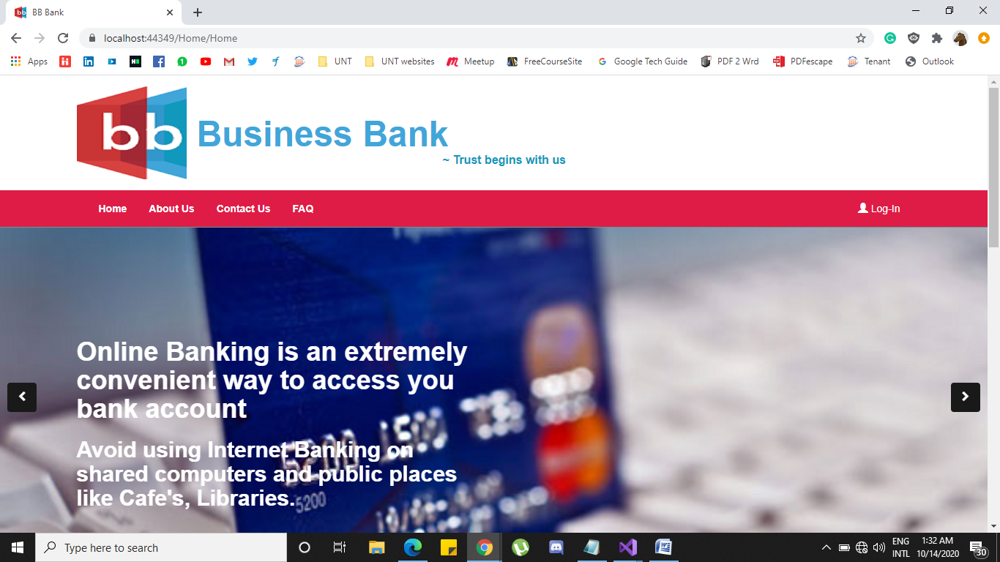 BB Bank
localhost:44349/Home/Home
Apps
UNT
UNT websites
Meetup
FreeCourseSite
Google Tech Guide
PDF 2 Wrd
PDFescape
Tenant
Outlook
bb Business Bank
~ Trust begins with us
Home About Us Contact Us FAQ Log-In
Online Banking is an extremely
convenient way to access you
bank account
Avoid using Internet Banking on
shared computers and public places
like Cafe's, Libraries.
5200
Type here to search
ENG
INTL
1:32 AM
10/14/2020
30